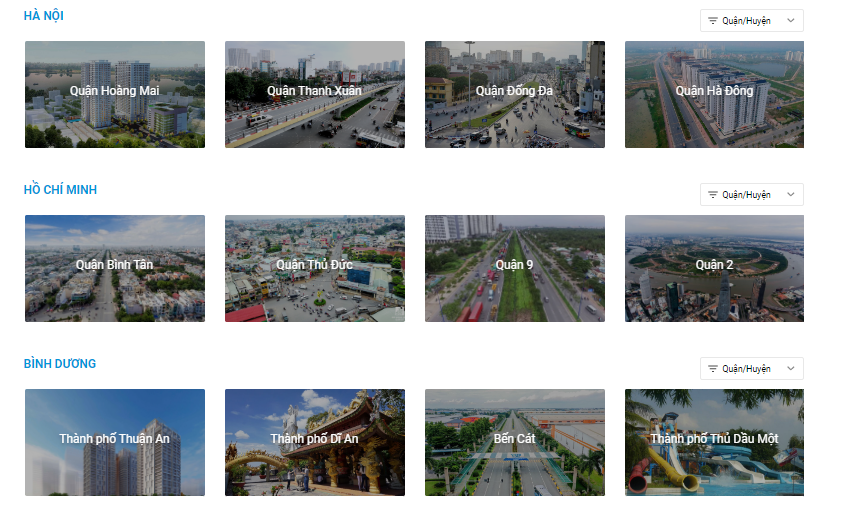 HÀ NỘI
Quận/Huyện
Quận Hoàng Mai
Quận Thanh Xuân
Quận Đống Đa
Quận Hà Đông
HỒ CHÍ MINH
Quận/Huyện
Quận Bình Tân
Quận Thủ Đức
Quận 9
Quận 2
BÌNH DƯƠNG
Quận/Huyện
Thành phố Thuận An
Thành phố Dĩ An
Bến Cát
Thành phố Thủ Dầu Một